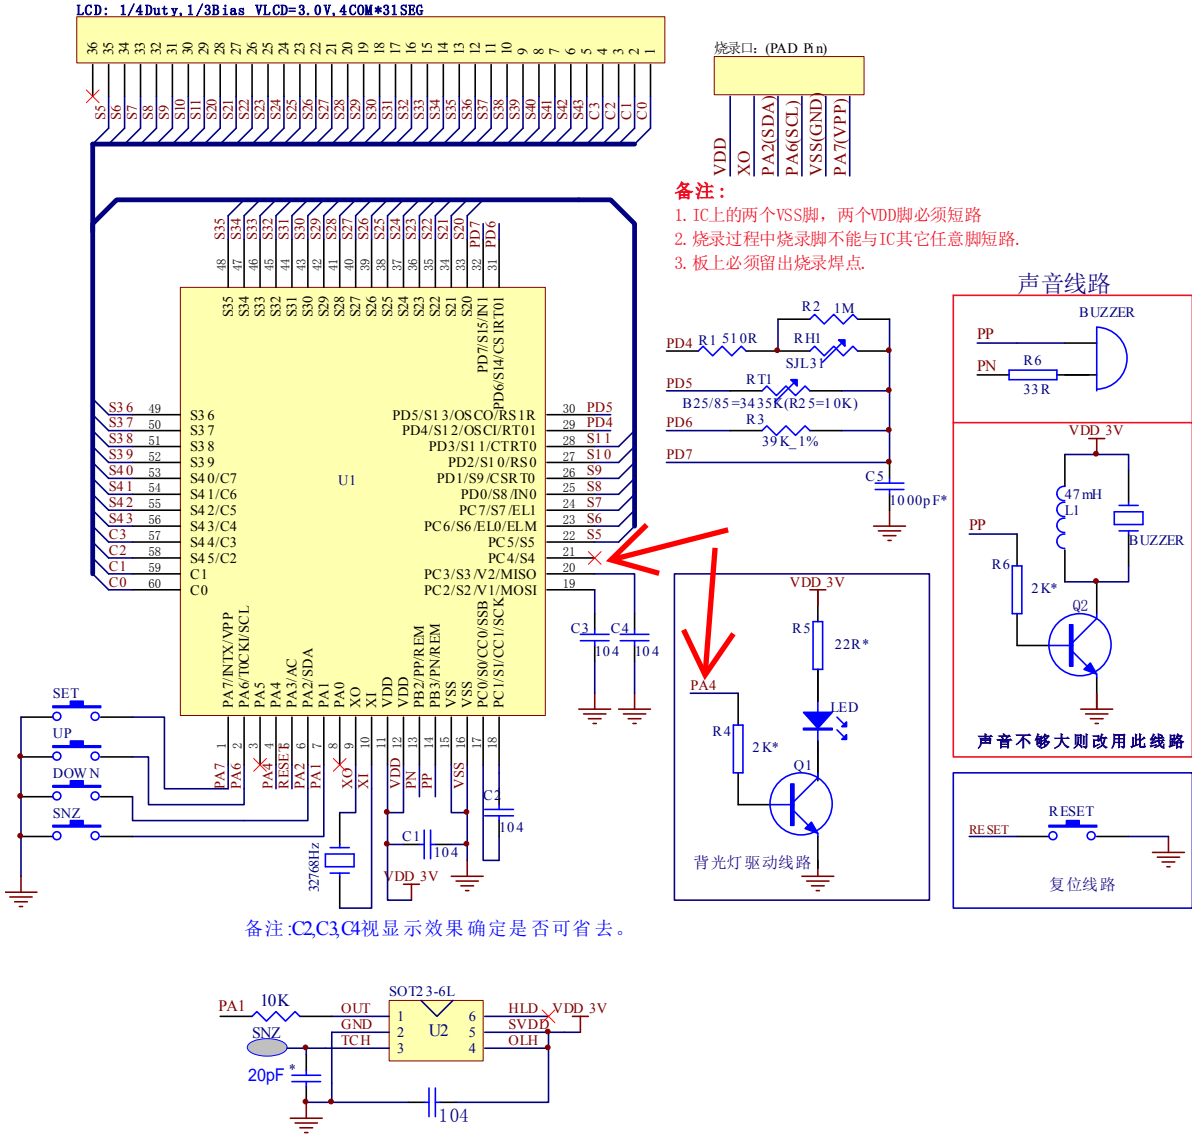 LCD: 1/4Duty,1/3Bias VLCD=3.0V,4COM*31SEG
36 35 34 33 32 31 30 29 28 27 26 25 24 23 22 21 20 19 18 17 16 15 14 13 12 11 10 9 8 7 6 5 4 3 2 1
S5 S6 S7 S8 S9 S10 S11 S20 S21 S22 S23 S24 S25 S26 S27 S28 S29 S30 S31 S32 S33 S34 S35 S36 S37 S38 S39 S40 S41 S42 S43 C3 C2 C1 C0
烧录口: (PAD Pin)
VDD XO PA2(SDA) PA6(SCL) VSS(GND) PA7(VPP)
备注:
1. IC上的两个VSS脚，两个VDD脚必须短路
2. 烧录过程中烧录脚不能与IC其它任意脚短路.
3. 板上必须留出烧录焊点.
S35 S34 S33 S32 S31 S30 S29 S28 S27 S26 S25 S24 S23 S22 S21 S20 PD7 PD6
48 47 46 45 44 43 42 41 40 39 38 37 36 35 34 33 32 31
S35 S34 S33 S32 S31 S30 S29 S28 S27 S26 S25 S24 S23 S22 S21 S20 PD7/S15/IN1 PD6/S14/CS1RT01
S36 49 S36
S37 50 S37
S38 51 S38
S39 52 S39
S40 53 S40/C7
S41 54 S41/C6
S42 55 S42/C5
S43 56 S43/C4
C3 57 S44/C3
C2 58 S45/C2
C1 59 C1
C0 60 C0
U1
PD5/S13/OSCO/RS1R 30 PD5
PD4/S12/OSCI/RT01 29 PD4
PD3/S11/CTRT0 28 S11
PD2/S10/RS0 27 S10
PD1/S9/CSRT0 26 S9
PD0/S8/IN0 25 S8
PC7/S7/EL1 24 S7
PC6/S6/EL0/ELM 23 S6
PC5/S5 22 S5
PC4/S4 21
PC3/S3/V2/MISO 20
PC2/S2/V1/MOSI 19
PA7/INTX/VPP PA6/TOCKI/SCL PA5 PA4 PA3/AC PA2/SDA PA1 PA0 XO XI VDD VDD PB2/PP/REM PB3/PN/REM VSS VSS PC0/S0/CC0/SSB PC1/S1/CC1/SCK
1 2 3 4 5 6 7 8 9 10 11 12 13 14 15 16 17 18
PA7 PA6 PA4 RESET PA2 PA1 XO XI VDD PN PP VSS
C3 104
C4 104
SET
UP
DOWN
SNZ
32768Hz
C1 104
C2 104
VDD_3V
备注:C2,C3,C4视显示效果确定是否可省去。
R2 1M
PD4 R1 510R RH1
SJL31
PD5 RT1
B25/85=3435K(R25=10K)
PD6 R3
39K_1%
PD7
C5
1000pF*
声音线路
BUZZER
PP
PN R6
33R
VDD_3V
47mH
L1
PP
BUZZER
R6
2K*
Q2
声音不够大则改用此线路
VDD_3V
R5
22R*
PA4
LED
R4
2K*
Q1
背光灯驱动线路
RESET
RESET
复位线路
SOT23-6L
PA1 10K OUT 1 6 HLD VDD_3V
GND 2 U2 5 SVDD
SNZ TCH 3 4 OLH
20pF *
104